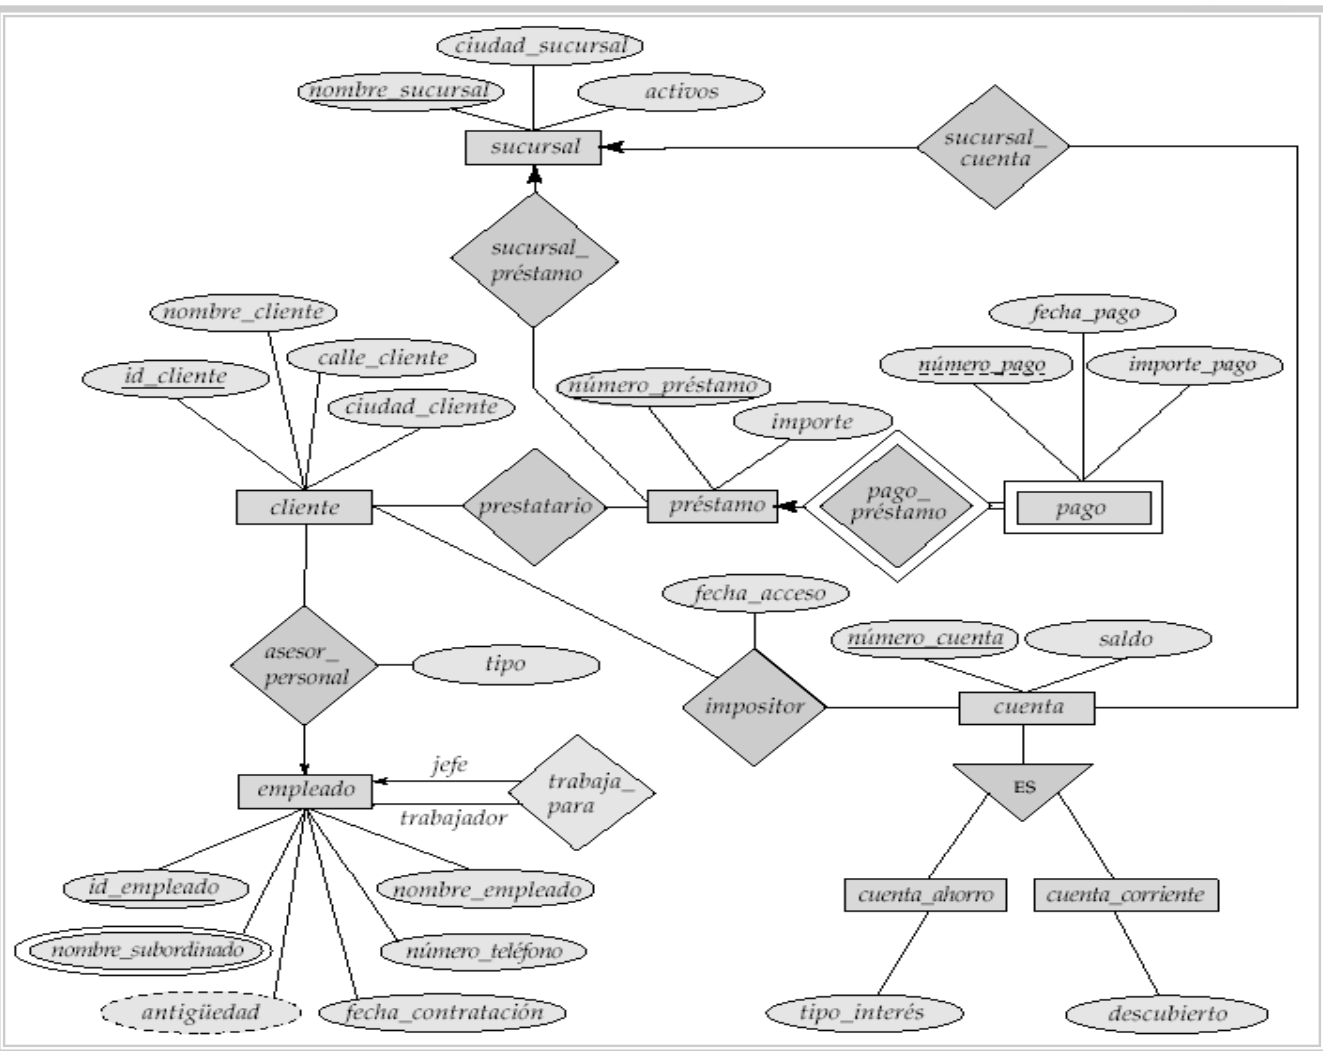 ciudad_sucursal
nombre_sucursal
activos
sucursal
sucursal_
cuenta
sucursal_
préstamo
nombre_cliente
fecha_pago
calle_cliente
id_cliente
número_pago
importe_pago
ciudad_cliente
número_préstamo
importe
cliente
prestatario
préstamo
pago_
préstamo
pago
fecha_acceso
número_cuenta
saldo
asesor_
personal
tipo
impositor
cuenta
jefe
empleado
trabaja_
para
trabajador
ES
id_empleado
nombre_empleado
cuenta_ahorro
cuenta_corriente
nombre_subordinado
número_teléfono
antigüedad
fecha_contratación
tipo_interés
descubierto